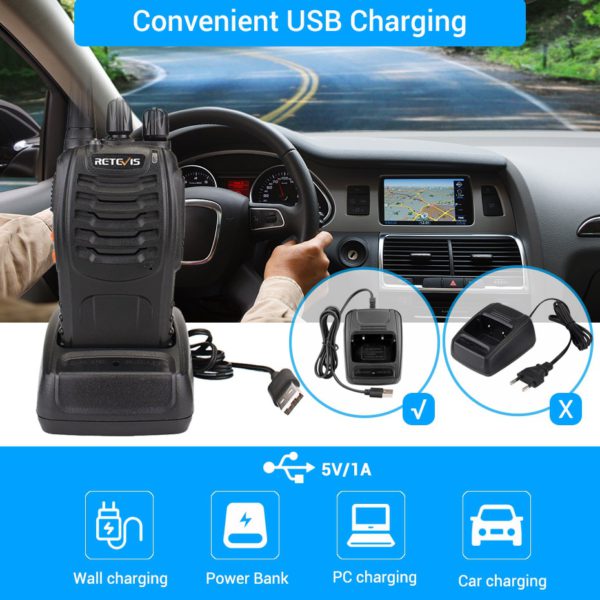 Convenient USB Charging
RETEVIS
√
X
5V/1A
Wall charging
Power Bank
PC charging
Car charging